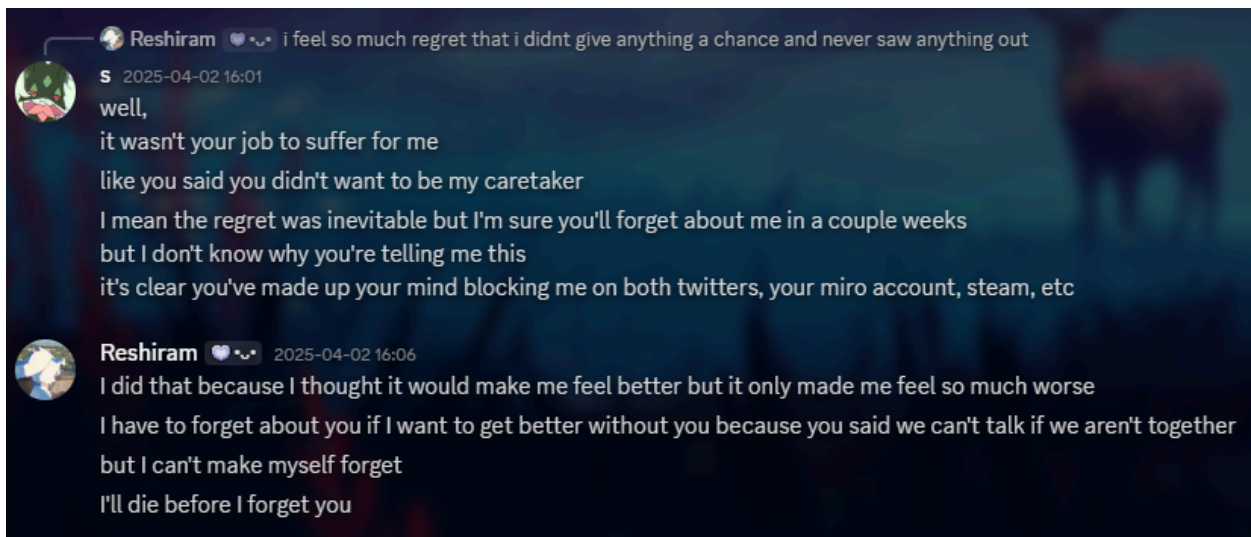 Reshiram •ᴗ• i feel so much regret that i didnt give anything a chance and never saw anything out
s 2025-04-02 16:01
well,
it wasn't your job to suffer for me
like you said you didn't want to be my caretaker
I mean the regret was inevitable but I'm sure you'll forget about me in a couple weeks
but I don't know why you're telling me this
it's clear you've made up your mind blocking me on both twitters, your miro account, steam, etc
Reshiram •ᴗ• 2025-04-02 16:06
I did that because I thought it would make me feel better but it only made me feel so much worse
I have to forget about you if I want to get better without you because you said we can't talk if we aren't together
but I can't make myself forget
I'll die before I forget you